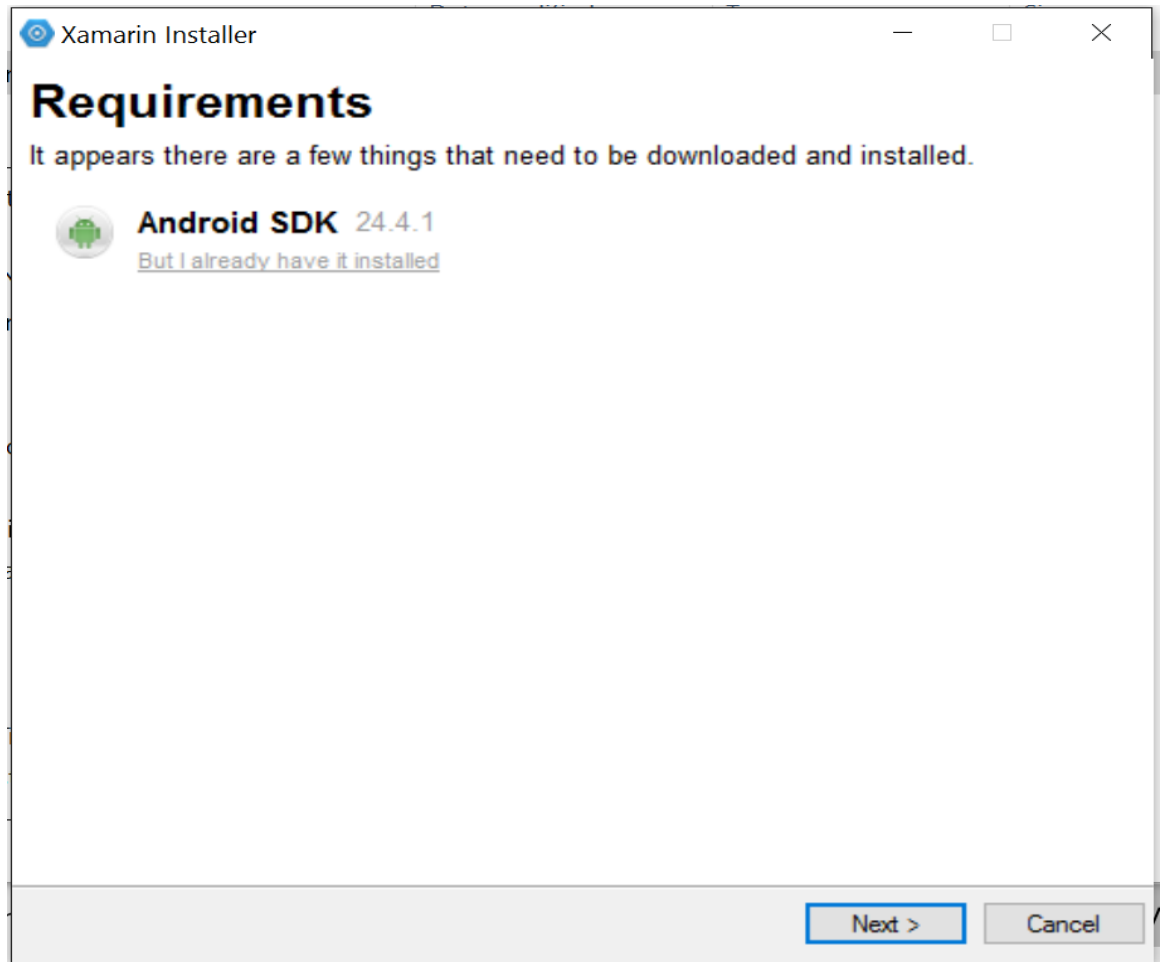 Xamarin Installer
Requirements
It appears there are a few things that need to be downloaded and installed.
Android SDK 24.4.1
But I already have it installed
Next >
Cancel